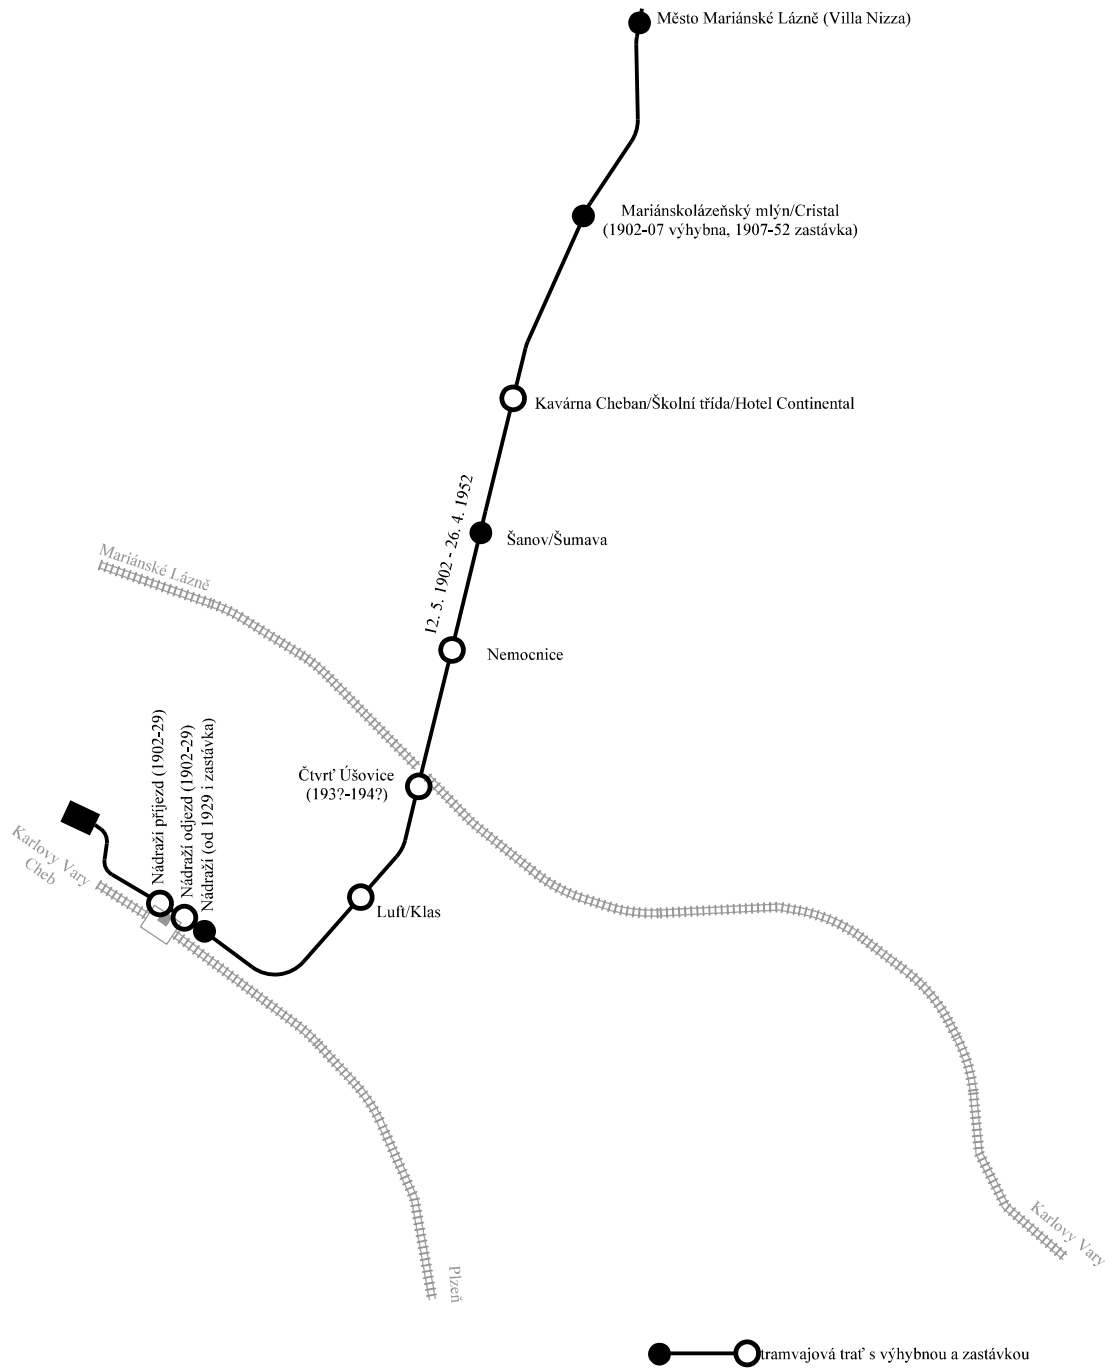 Město Mariánské Lázně (Villa Nizza)
Mariánskolázeňský mlýn/Cristal
(1902-07 výhybna, 1907-52 zastávka)
Kavárna Cheban/Školní třída/Hotel Continental
12. 5. 1902 - 26. 4. 1952
Šanov/Šumava
Mariánské Lázně
Nemocnice
Nádraží příjezd (1902-29)
Nádraží odjezd (1902-29)
Nádraží (od 1929 i zastávka)
Čtvrť Úšovice
(193?-194?)
Karlovy Vary
Cheb
Luft/Klas
Karlovy Vary
Plzeň
tramvajová trať s výhybnou a zastávkou